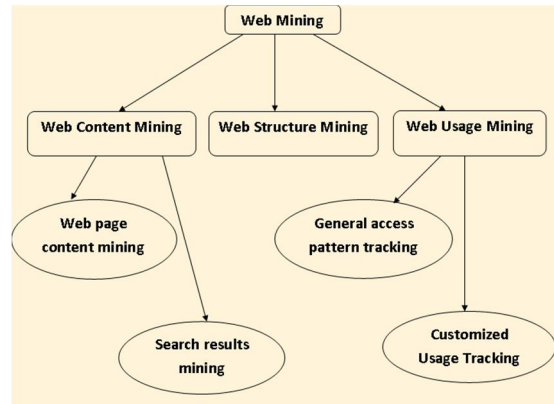 Web Mining
Web Content Mining
Web Structure Mining
Web Usage Mining
Web page
content mining
General access
pattern tracking
Search results
mining
Customized
Usage Tracking